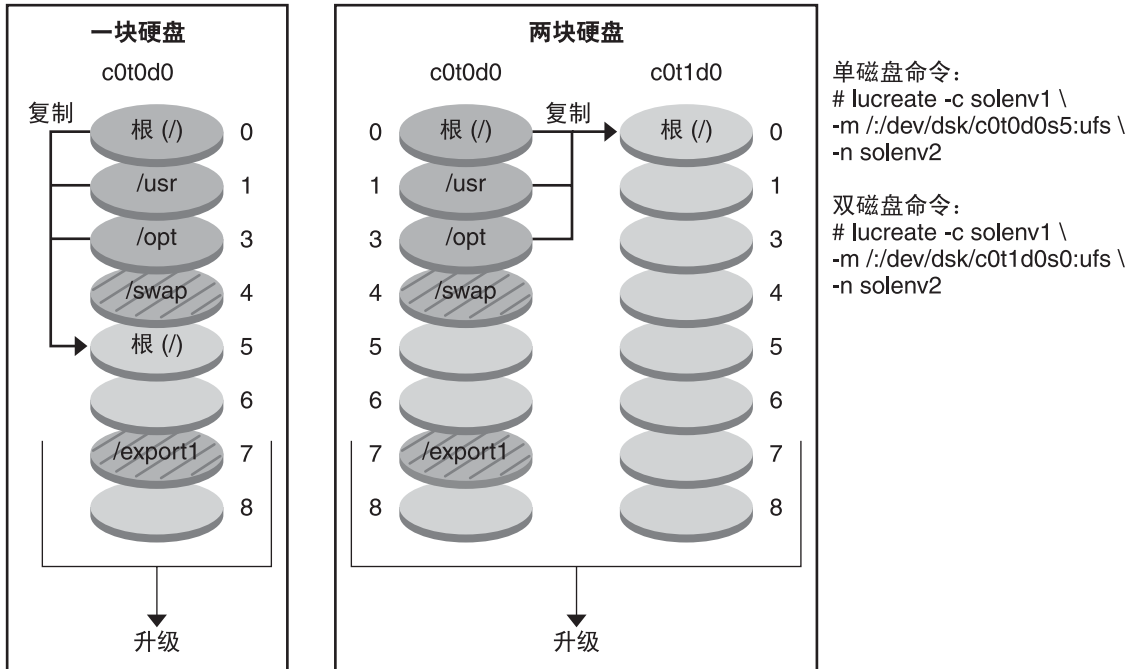 一块硬盘
c0t0d0
复制
根 (/) 0
/usr 1
/opt 3
/swap 4
根 (/) 5
6
/export1 7
8
升级
两块硬盘
c0t0d0 c0t1d0
复制
0 根 (/) 根 (/) 0
1 /usr 1
3 /opt 3
4 /swap 4
5 5
6 6
7 /export1 7
8 8
升级
单磁盘命令：
# lucreate -c solenv1 \
-m /:/dev/dsk/c0t0d0s5:ufs \
-n solenv2
双磁盘命令：
# lucreate -c solenv1 \
-m /:/dev/dsk/c0t1d0s0:ufs \
-n solenv2